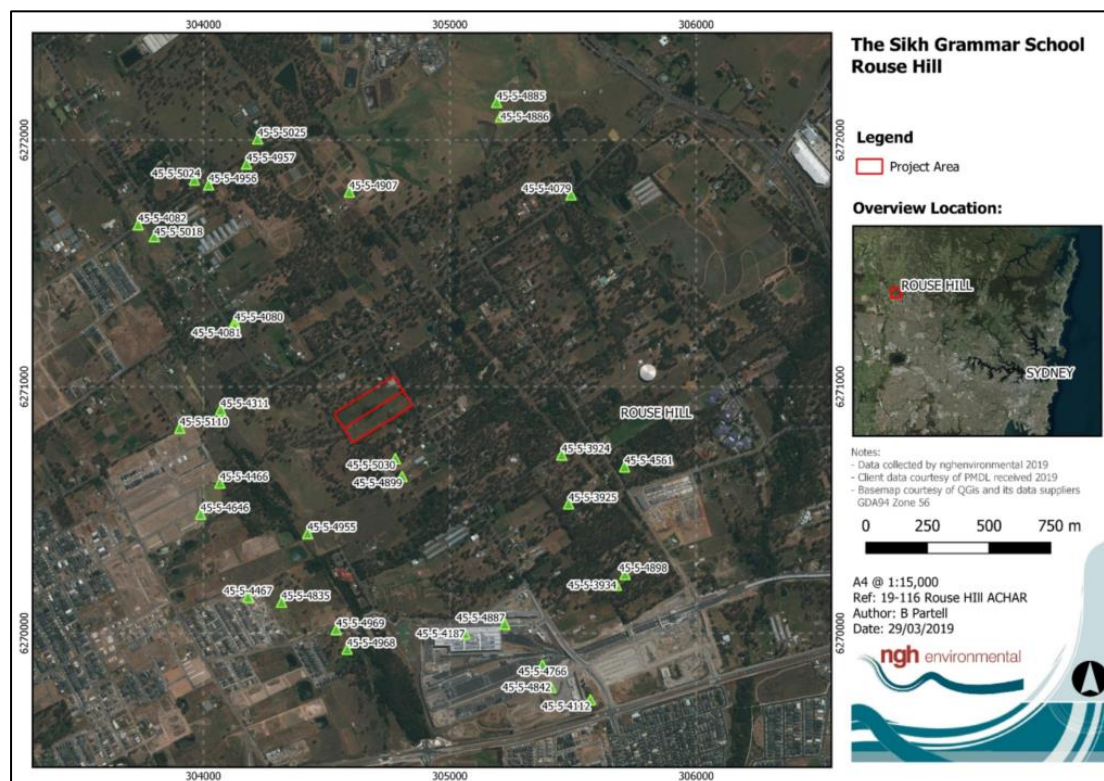 304000
305000
306000
6272000
6271000
6270000
45-5-4885
45-5-4886
45-5-5025
45-5-4957
45-5-5024
45-5-4956
45-5-4907
45-5-4079
45-5-4082
45-5-5018
45-5-4080
45-5-4081
45-5-4311
45-5-5110
ROUSE HILL
45-5-5030
45-5-4899
45-5-3924
45-5-4561
45-5-4466
45-5-4646
45-5-3925
45-5-4955
45-5-4898
45-5-3934
45-5-4467
45-5-4835
45-5-4969
45-5-4887
45-5-4187
45-5-4968
45-5-4766
45-5-4842
45-5-4112
304000
305000
306000
6272000
6271000
6270000
The Sikh Grammar School
Rouse Hill
Legend
Project Area
Overview Location:
ROUSE HILL
SYDNEY
Notes:
- Data collected by nghenvironmental 2019
- Client data courtesy of PMDL received 2019
- Basemap courtesy of QGis and its data suppliers
GDA94 Zone 56
0 250 500 750 m
A4 @ 1:15,000
Ref: 19-116 Rouse Hill ACHAR
Author: B Partell
Date: 29/03/2019
ngh environmental